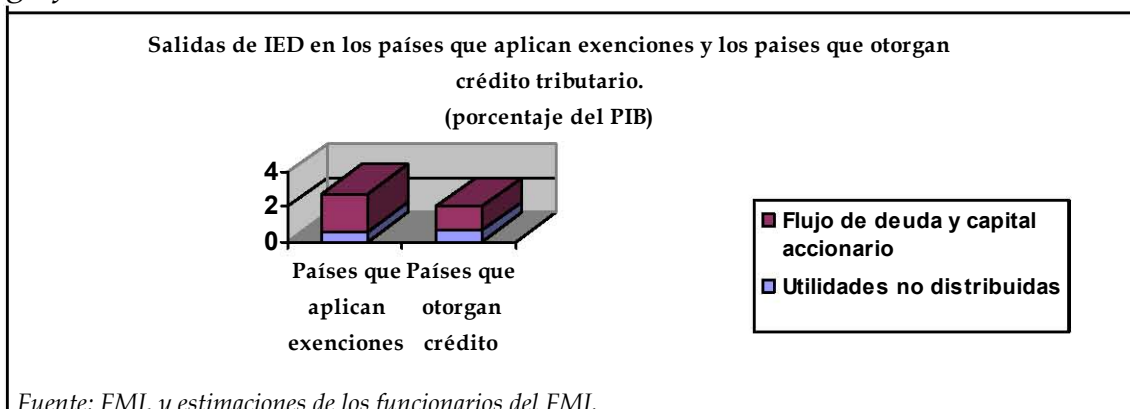 Salidas de IED en los países que aplican exenciones y los paises que otorgan
crédito tributario.
(porcentaje del PIB)
4
2
0
Países que Países que
aplican otorgan
exenciones crédito
Flujo de deuda y capital
accionario
Utilidades no distribuidas
Fuente: FMI, y estimaciones de los funcionarios del FMI.